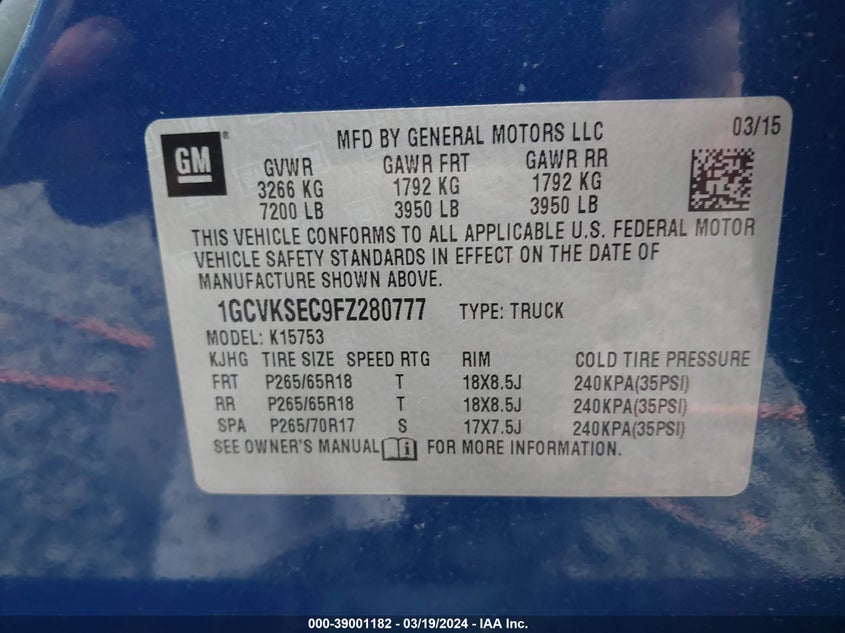 GM ®
MFD BY GENERAL MOTORS LLC 03/15
GVWR GAWR FRT GAWR RR
3266 KG 1792 KG 1792 KG
7200 LB 3950 LB 3950 LB
THIS VEHICLE CONFORMS TO ALL APPLICABLE U.S. FEDERAL MOTOR
VEHICLE SAFETY STANDARDS IN EFFECT ON THE DATE OF
MANUFACTURE SHOWN ABOVE.
1GCVKSEC9FZ280777 TYPE: TRUCK
MODEL: K15753
KJHG TIRE SIZE SPEED RTG RIM COLD TIRE PRESSURE
FRT P265/65R18 T 18X8.5J 240KPA(35PSI)
RR P265/65R18 T 18X8.5J 240KPA(35PSI)
SPA P265/70R17 S 17X7.5J 240KPA(35PSI)
SEE OWNER'S MANUAL FOR MORE INFORMATION.
000-39001182 - 03/19/2024 - IAA Inc.